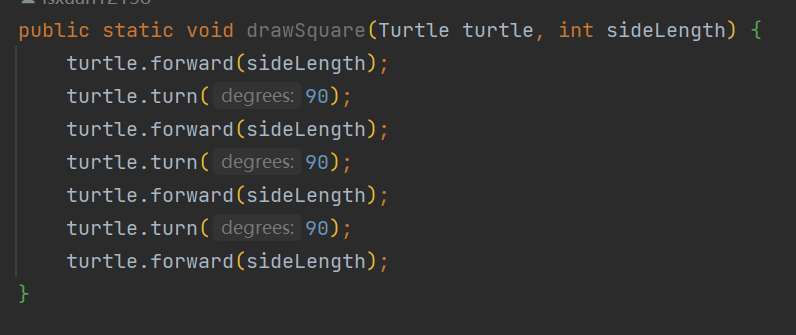 public static void drawSquare(Turtle turtle, int sideLength) {
turtle.forward(sideLength);
turtle.turn( degrees: 90);
turtle.forward(sideLength);
turtle.turn( degrees: 90);
turtle.forward(sideLength);
turtle.turn( degrees: 90);
turtle.forward(sideLength);
}